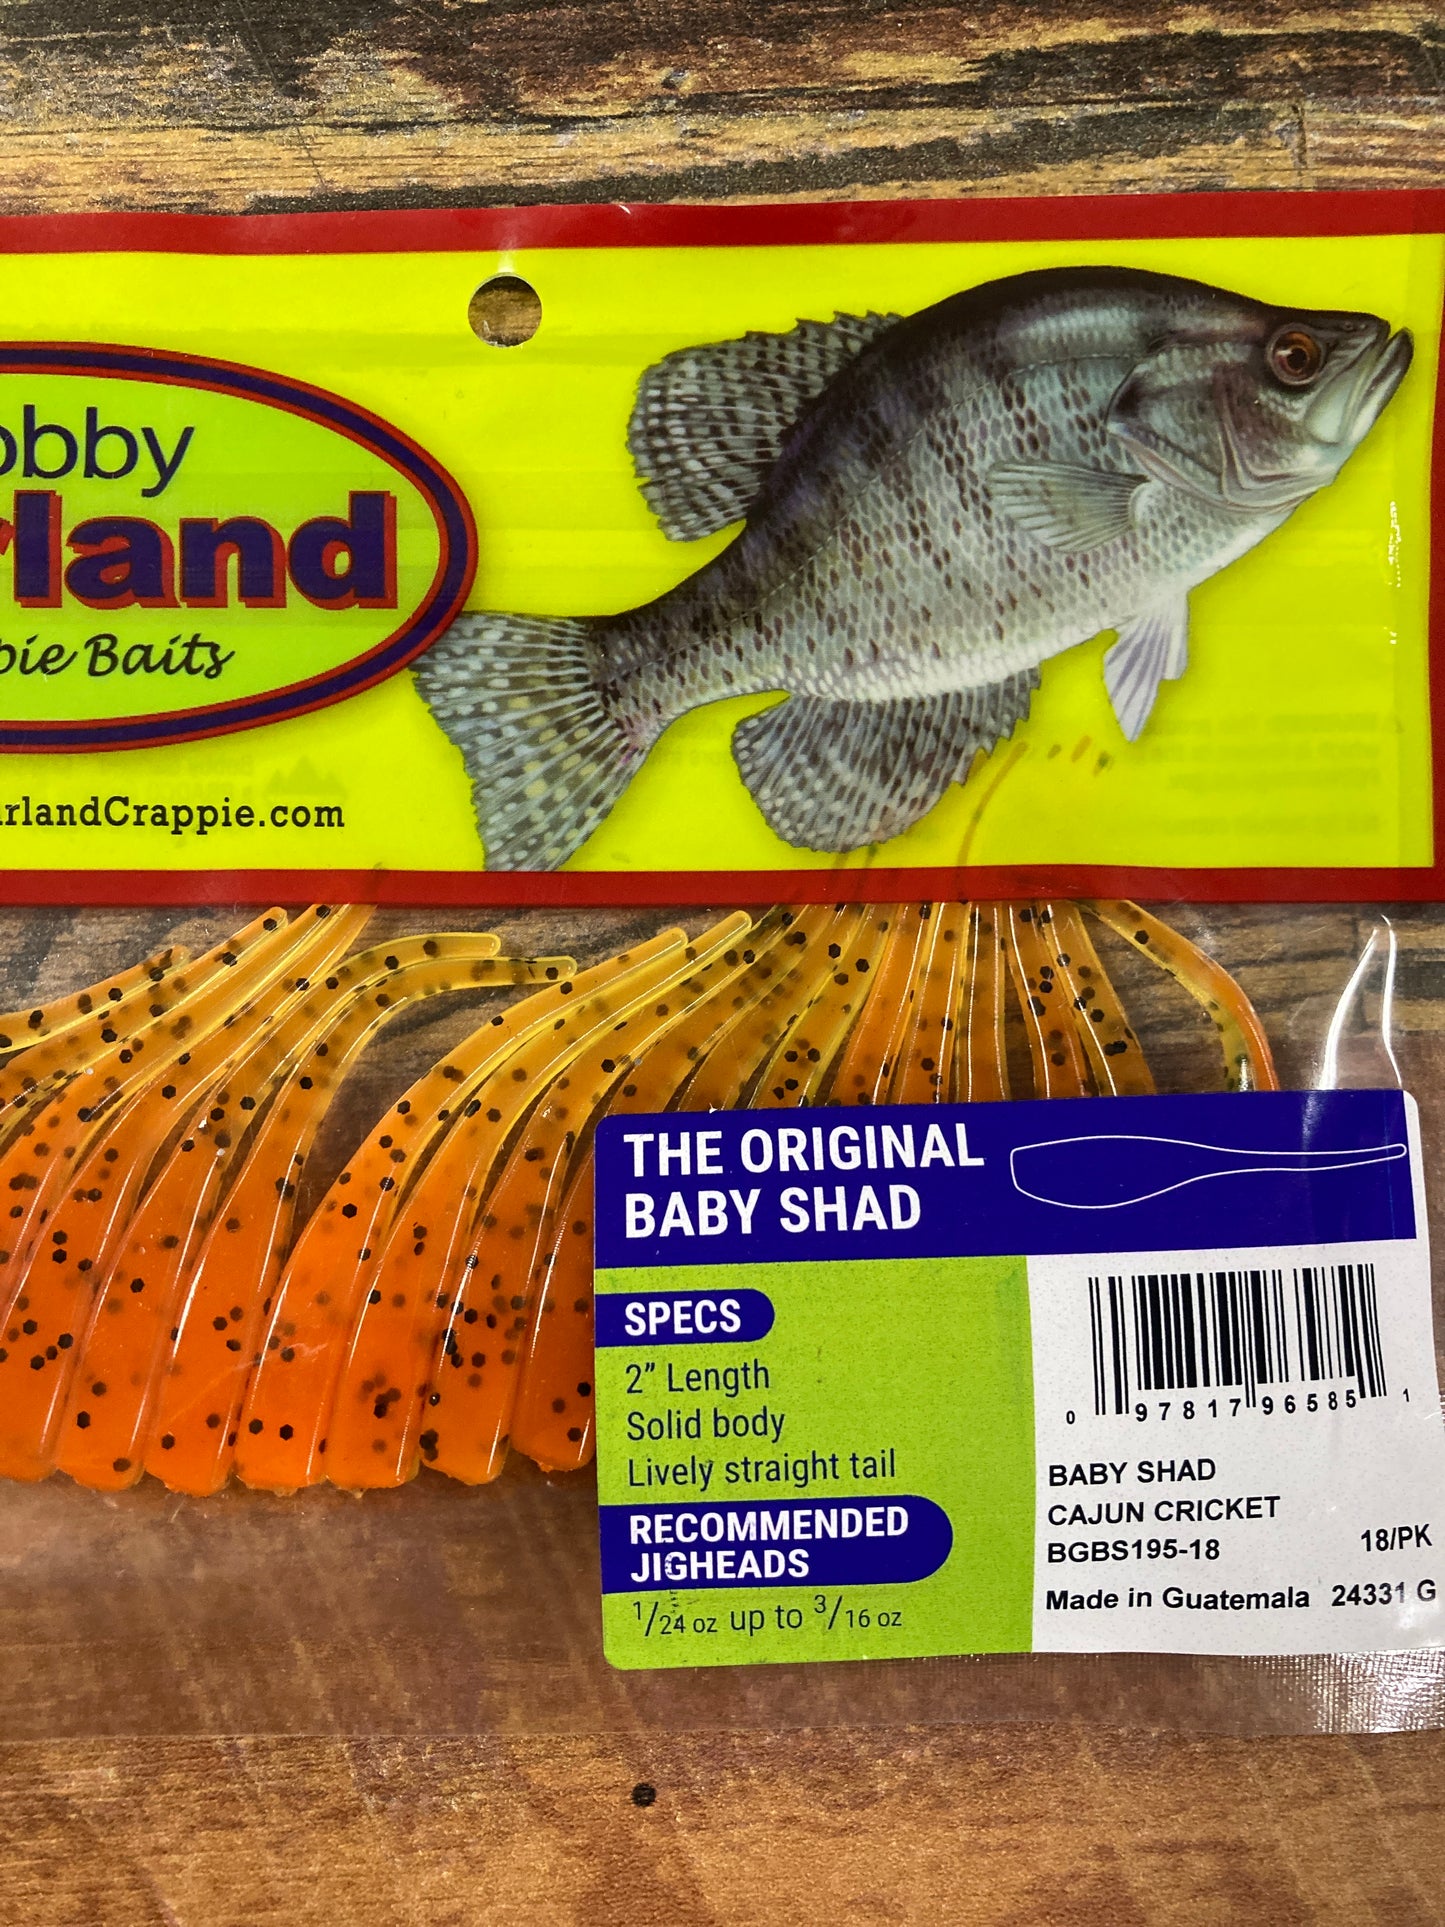 obby
rland
pie Baits
arlandCrappie.com
THE ORIGINAL
BABY SHAD
SPECS
2” Length
Solid body
Lively straight tail
RECOMMENDED
JIGHEADS
1/24 oz up to 3/16 oz
0 97817 96585 1
BABY SHAD
CAJUN CRICKET
BGBS195-18 18/PK
Made in Guatemala 24331 G